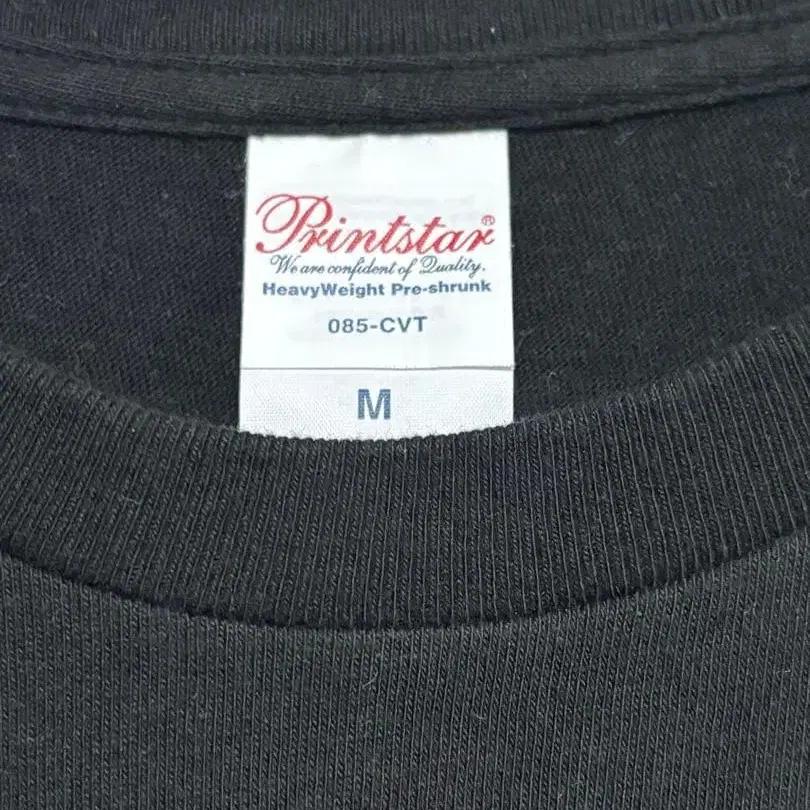 Printstar®
We are confident of Quality.
HeavyWeight Pre-shrunk
085-CVT
M